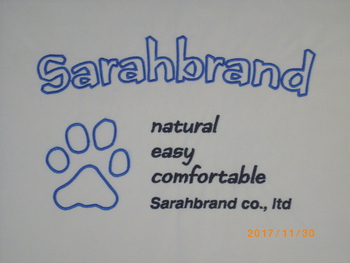 Sarahbrand
natural
easy
comfortable
Sarahbrand co., ltd
2017/11/30